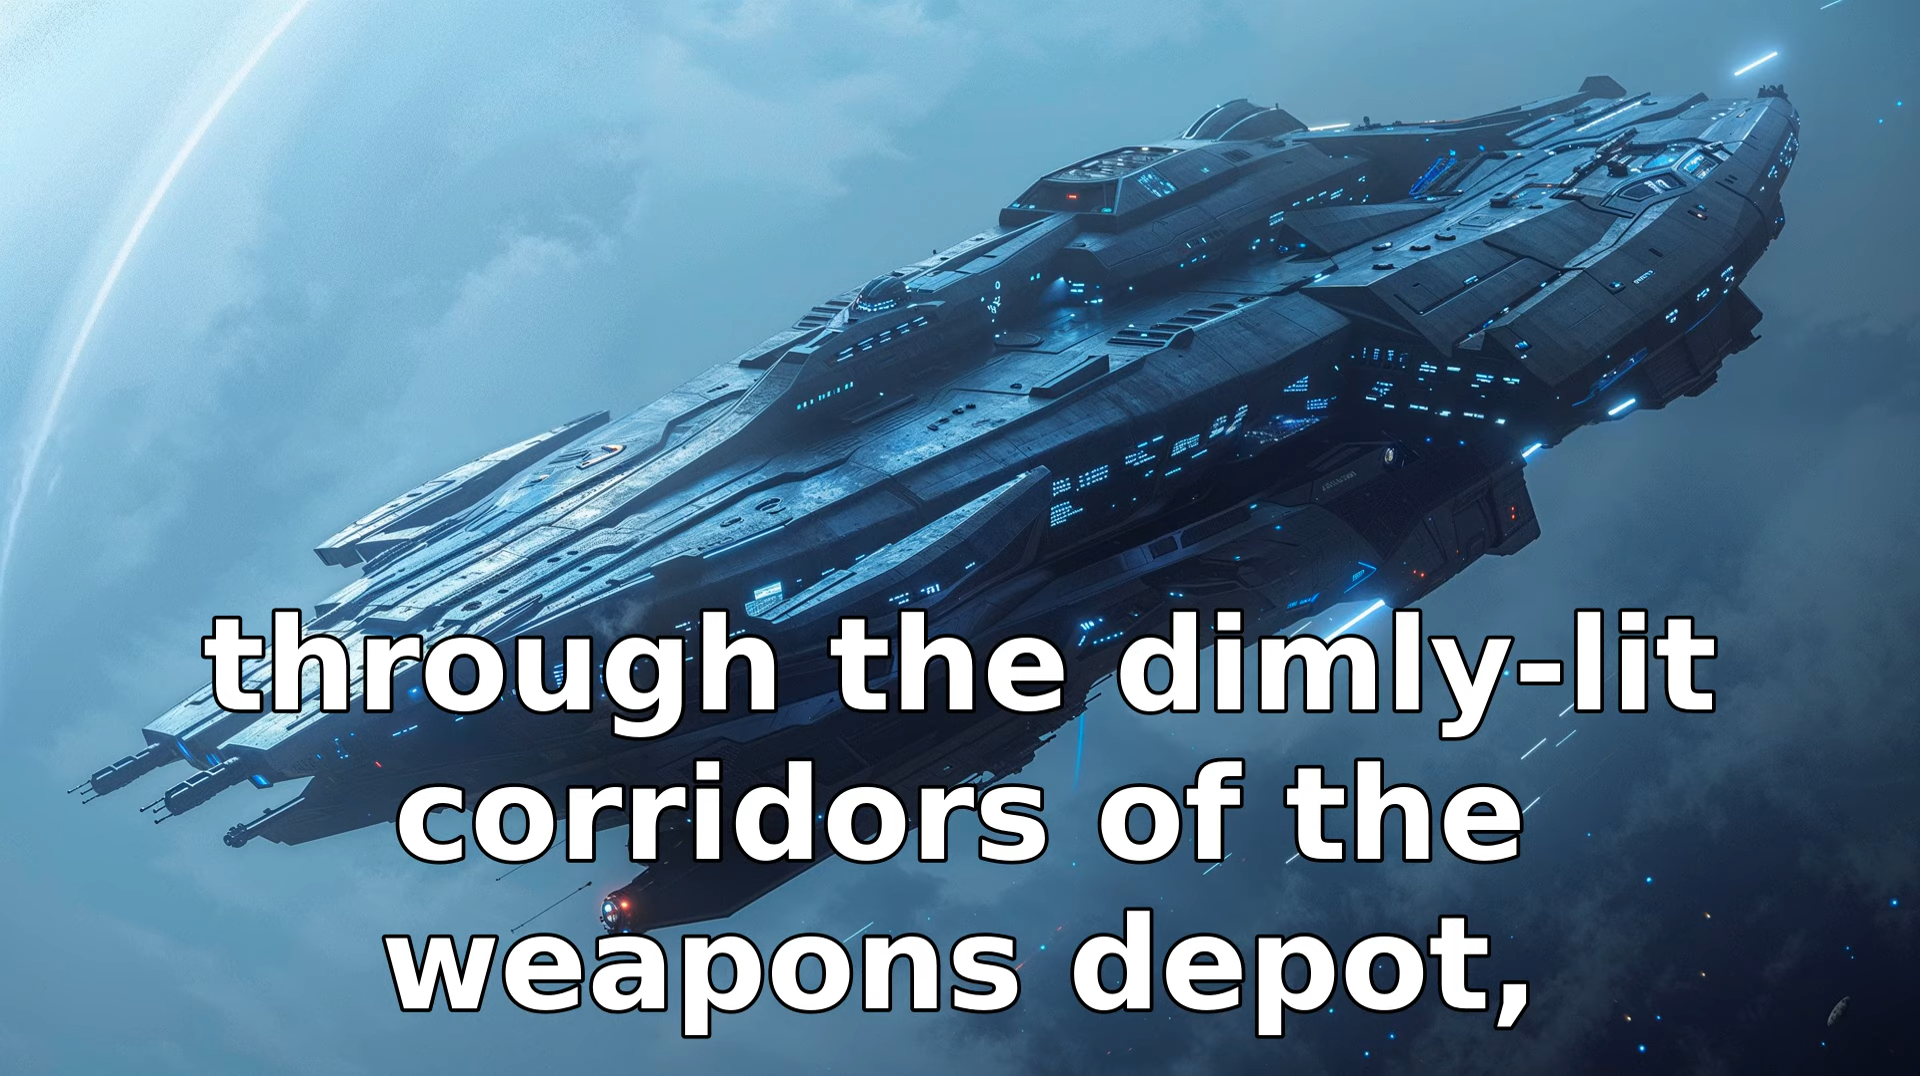 through the dimly-lit
corridors of the
weapons depot,